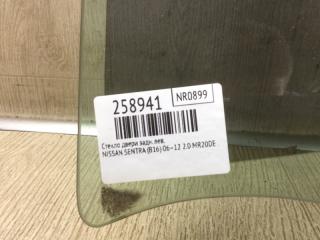 258941
NR0899
Стекло двери задн. лев.
NISSAN SENTRA (B16) 06-12 2.0 MR20DE